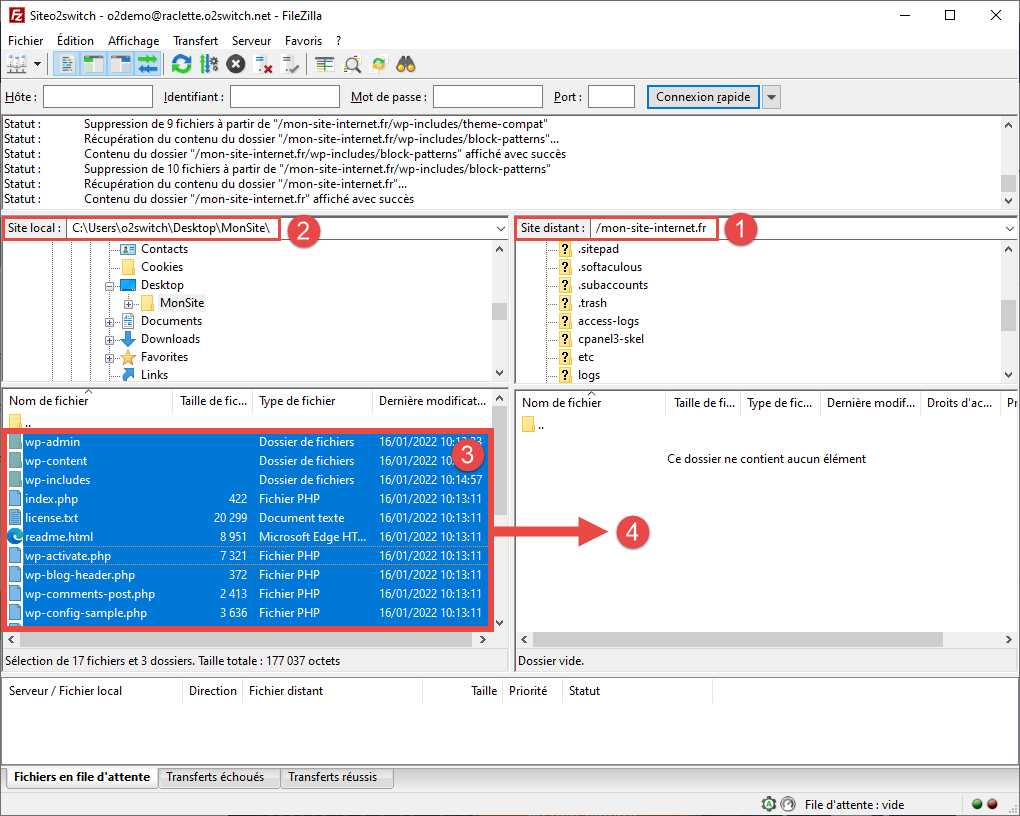 Siteo2switch - o2demo@raclette.o2switch.net - FileZilla
Fichier Édition Affichage Transfert Serveur Favoris ?
Hôte : Identifiant : Mot de passe : Port : Connexion rapide
Statut : Suppression de 9 fichiers à partir de "/mon-site-internet.fr/wp-includes/theme-compat"
Statut : Récupération du contenu du dossier "/mon-site-internet.fr/wp-includes/block-patterns"...
Statut : Contenu du dossier "/mon-site-internet.fr/wp-includes/block-patterns" affiché avec succès
Statut : Suppression de 10 fichiers à partir de "/mon-site-internet.fr/wp-includes/block-patterns"
Statut : Récupération du contenu du dossier "/mon-site-internet.fr"...
Statut : Contenu du dossier "/mon-site-internet.fr" affiché avec succès
Site local : C:\Users\o2switch\Desktop\MonSite\ 2
Contacts
Cookies
Desktop
MonSite
Documents
Downloads
Favorites
Links
Site distant : /mon-site-internet.fr 1
.sitepad
.softaculous
.subaccounts
.trash
access-logs
cpanel3-skel
etc
logs
Nom de fichier Taille de fic... Type de fichier Dernière modificat...
..
wp-admin Dossier de fichiers 16/01/2022
wp-content Dossier de fichiers 16/01/2022
wp-includes Dossier de fichiers 16/01/2022 10:14:57
index.php 422 Fichier PHP 16/01/2022 10:13:11
license.txt 20 299 Document texte 16/01/2022 10:13:11
readme.html 8 951 Microsoft Edge HT... 16/01/2022 10:13:11
wp-activate.php 7 321 Fichier PHP 16/01/2022 10:13:11
wp-blog-header.php 372 Fichier PHP 16/01/2022 10:13:11
wp-comments-post.php 2 413 Fichier PHP 16/01/2022 10:13:11
wp-config-sample.php 3 636 Fichier PHP 16/01/2022 10:13:11
3
4
Sélection de 17 fichiers et 3 dossiers. Taille totale : 177 037 octets
Nom de fichier Taille de fi... Type de fic... Dernière modif... Droits d'ac... Pr
..
Ce dossier ne contient aucun élément
Dossier vide.
Serveur / Fichier local Direction Fichier distant Taille Priorité Statut
Fichiers en file d'attente Transferts échoués Transferts réussis
File d'attente : vide